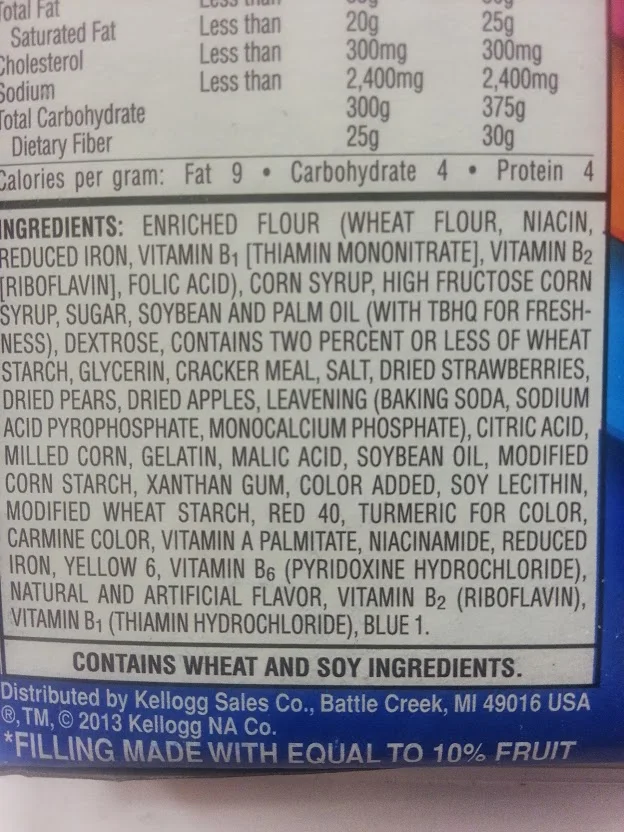 Total Fat Less than
Saturated Fat Less than 20g 25g
Cholesterol Less than 300mg 300mg
Sodium Less than 2,400mg 2,400mg
Total Carbohydrate 300g 375g
Dietary Fiber 25g 30g
Calories per gram: Fat 9 • Carbohydrate 4 • Protein 4
INGREDIENTS: ENRICHED FLOUR (WHEAT FLOUR, NIACIN,
REDUCED IRON, VITAMIN B1 [THIAMIN MONONITRATE], VITAMIN B2
[RIBOFLAVIN], FOLIC ACID), CORN SYRUP, HIGH FRUCTOSE CORN
SYRUP, SUGAR, SOYBEAN AND PALM OIL (WITH TBHQ FOR FRESH-
NESS), DEXTROSE, CONTAINS TWO PERCENT OR LESS OF WHEAT
STARCH, GLYCERIN, CRACKER MEAL, SALT, DRIED STRAWBERRIES,
DRIED PEARS, DRIED APPLES, LEAVENING (BAKING SODA, SODIUM
ACID PYROPHOSPHATE, MONOCALCIUM PHOSPHATE), CITRIC ACID,
MILLED CORN, GELATIN, MALIC ACID, SOYBEAN OIL, MODIFIED
CORN STARCH, XANTHAN GUM, COLOR ADDED, SOY LECITHIN,
MODIFIED WHEAT STARCH, RED 40, TURMERIC FOR COLOR,
CARMINE COLOR, VITAMIN A PALMITATE, NIACINAMIDE, REDUCED
IRON, YELLOW 6, VITAMIN B6 (PYRIDOXINE HYDROCHLORIDE),
NATURAL AND ARTIFICIAL FLAVOR, VITAMIN B2 (RIBOFLAVIN),
VITAMIN B1 (THIAMIN HYDROCHLORIDE), BLUE 1.
CONTAINS WHEAT AND SOY INGREDIENTS.
Distributed by Kellogg Sales Co., Battle Creek, MI 49016 USA
®, TM, © 2013 Kellogg NA Co.
*FILLING MADE WITH EQUAL TO 10% FRUIT